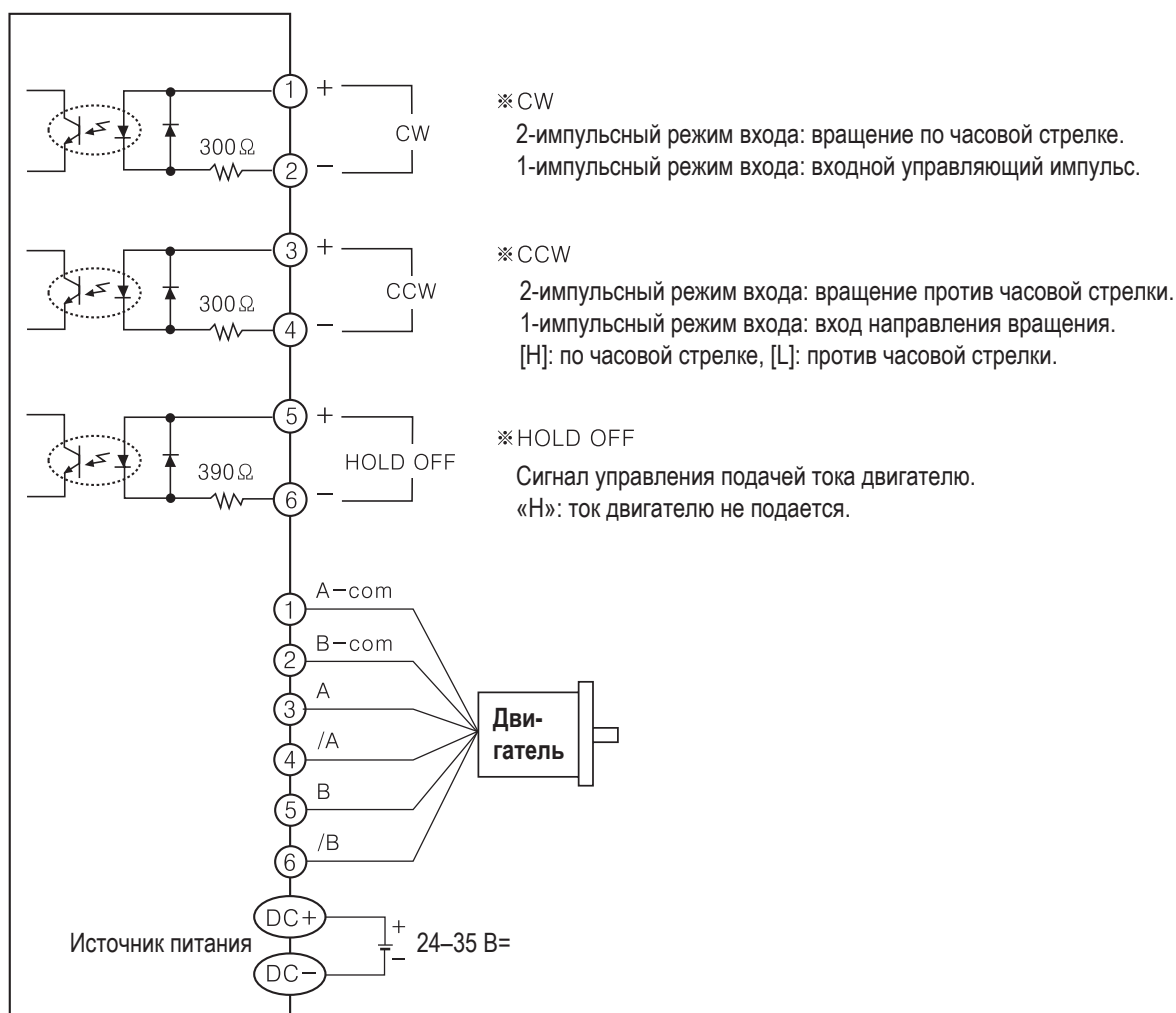 1 + CW
300Ω
2 −
※CW
2-импульсный режим входа: вращение по часовой стрелке.
1-импульсный режим входа: входной управляющий импульс.
3 + CCW
300Ω
4 −
※CCW
2-импульсный режим входа: вращение против часовой стрелки.
1-импульсный режим входа: вход направления вращения.
[H]: по часовой стрелке, [L]: против часовой стрелки.
5 + HOLD OFF
390Ω
6 −
※HOLD OFF
Сигнал управления подачей тока двигателю.
«Н»: ток двигателю не подается.
1 A−com
2 B−com
3 A
4 /A
5 B
6 /B
Дви-
гатель
DC+
Источник питания + − 24–35 В=
DC−